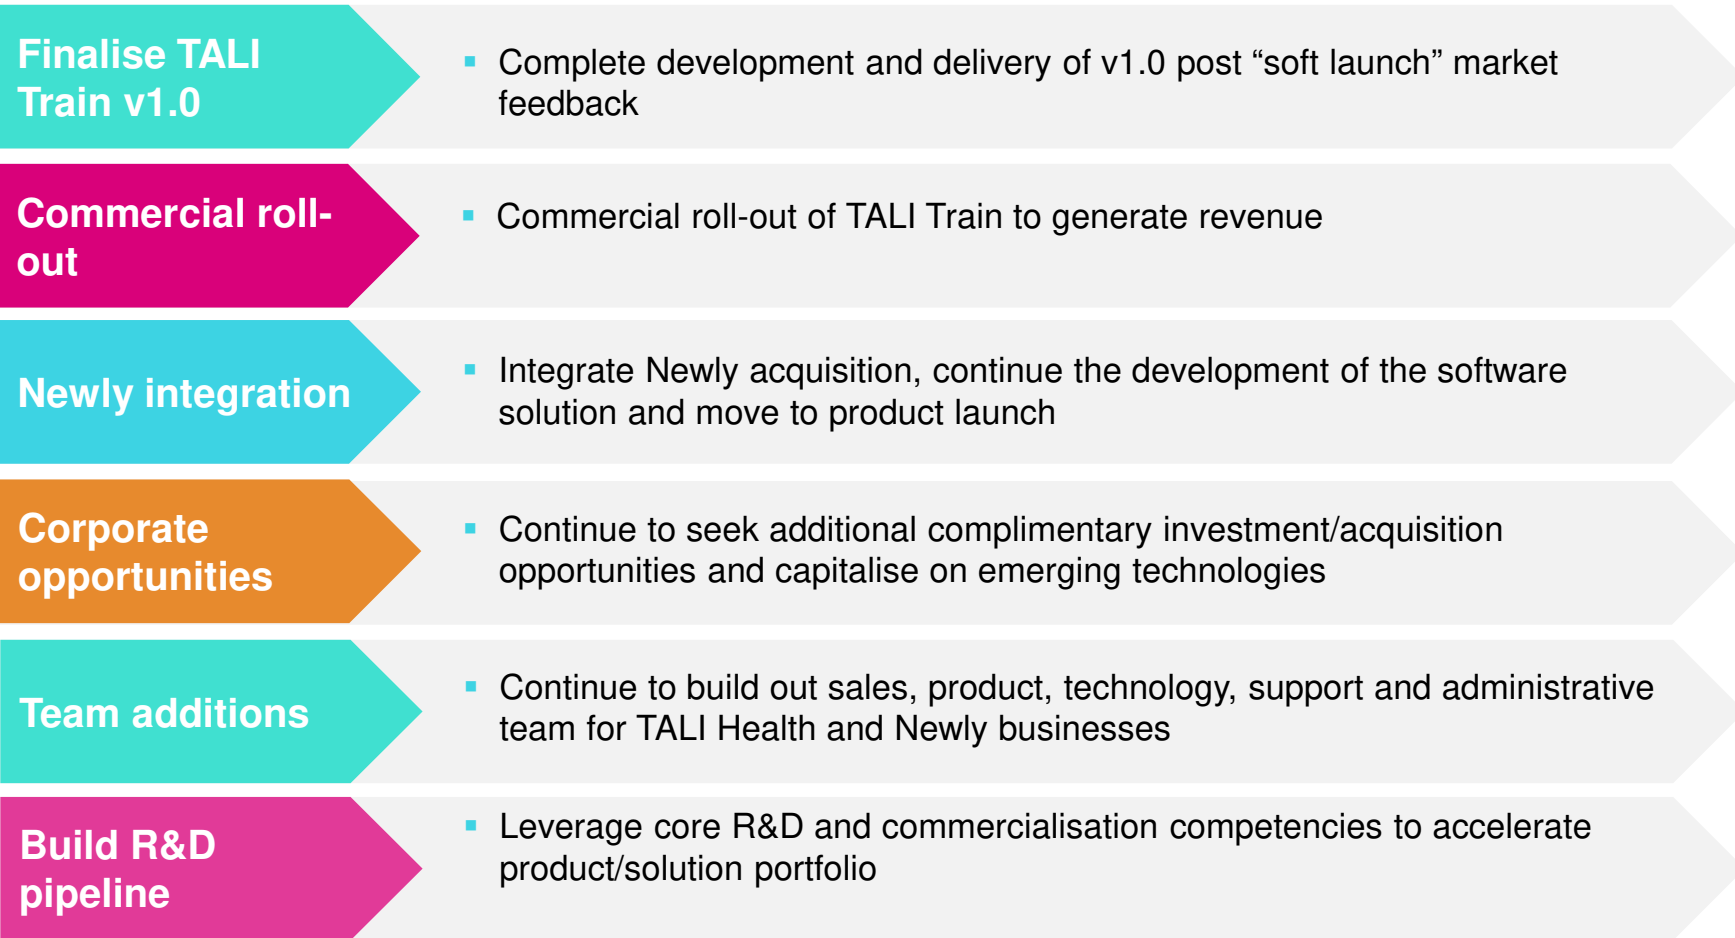 Finalise TALI
Train v1.0
▪ Complete development and delivery of v1.0 post “soft launch” market
feedback
Commercial roll-
out
▪ Commercial roll-out of TALI Train to generate revenue
Newly integration
▪ Integrate Newly acquisition, continue the development of the software
solution and move to product launch
Corporate
opportunities
▪ Continue to seek additional complimentary investment/acquisition
opportunities and capitalise on emerging technologies
Team additions
▪ Continue to build out sales, product, technology, support and administrative
team for TALI Health and Newly businesses
Build R&D
pipeline
▪ Leverage core R&D and commercialisation competencies to accelerate
product/solution portfolio